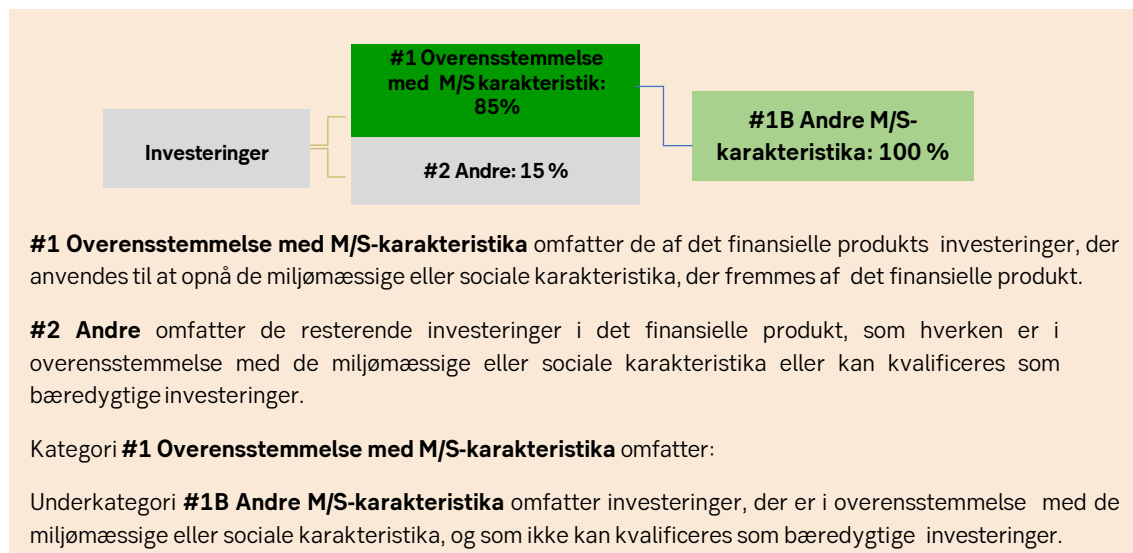 #1 Overensstemmelse
med M/S karakteristik:
85%
#1B Andre M/S-
karakteristika: 100 %
Investeringer
#2 Andre: 15 %
#1 Overensstemmelse med M/S-karakteristika omfatter de af det finansielle produkts investeringer, der
anvendes til at opnå de miljømæssige eller sociale karakteristika, der fremmes af det finansielle produkt.
#2 Andre omfatter de resterende investeringer i det finansielle produkt, som hverken er i
overensstemmelse med de miljømæssige eller sociale karakteristika eller kan kvalificeres som
bæredygtige investeringer.
Kategori #1 Overensstemmelse med M/S-karakteristika omfatter:
Underkategori #1B Andre M/S-karakteristika omfatter investeringer, der er i overensstemmelse med de
miljømæssige eller sociale karakteristika, og som ikke kan kvalificeres som bæredygtige investeringer.